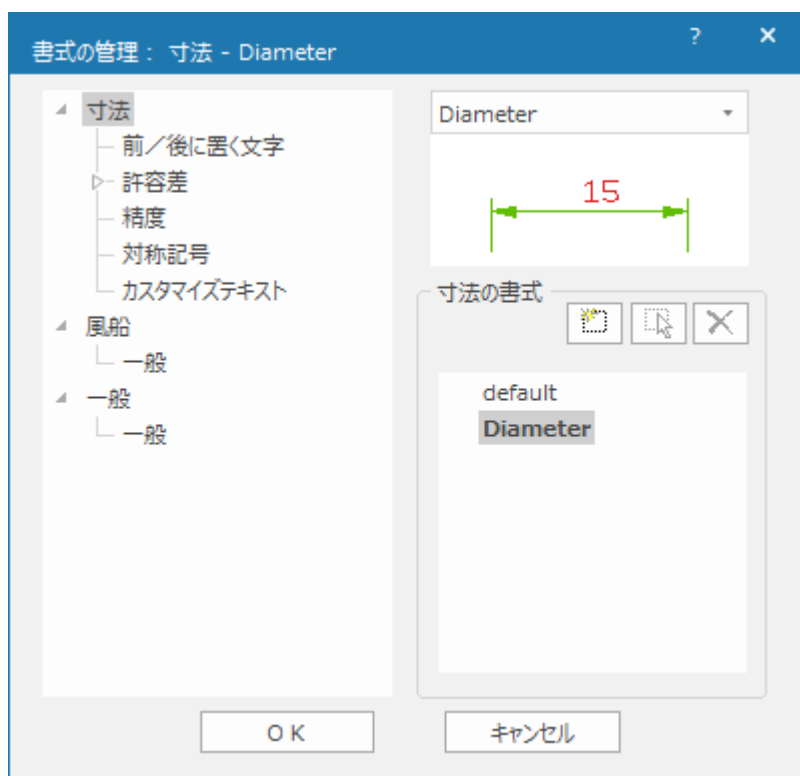 書式の管理： 寸法 - Diameter
?
×
寸法
前／後に置く文字
許容差
精度
対称記号
カスタマイズテキスト
風船
一般
一般
一般
Diameter
15
寸法の書式
default
Diameter
O K
キャンセル